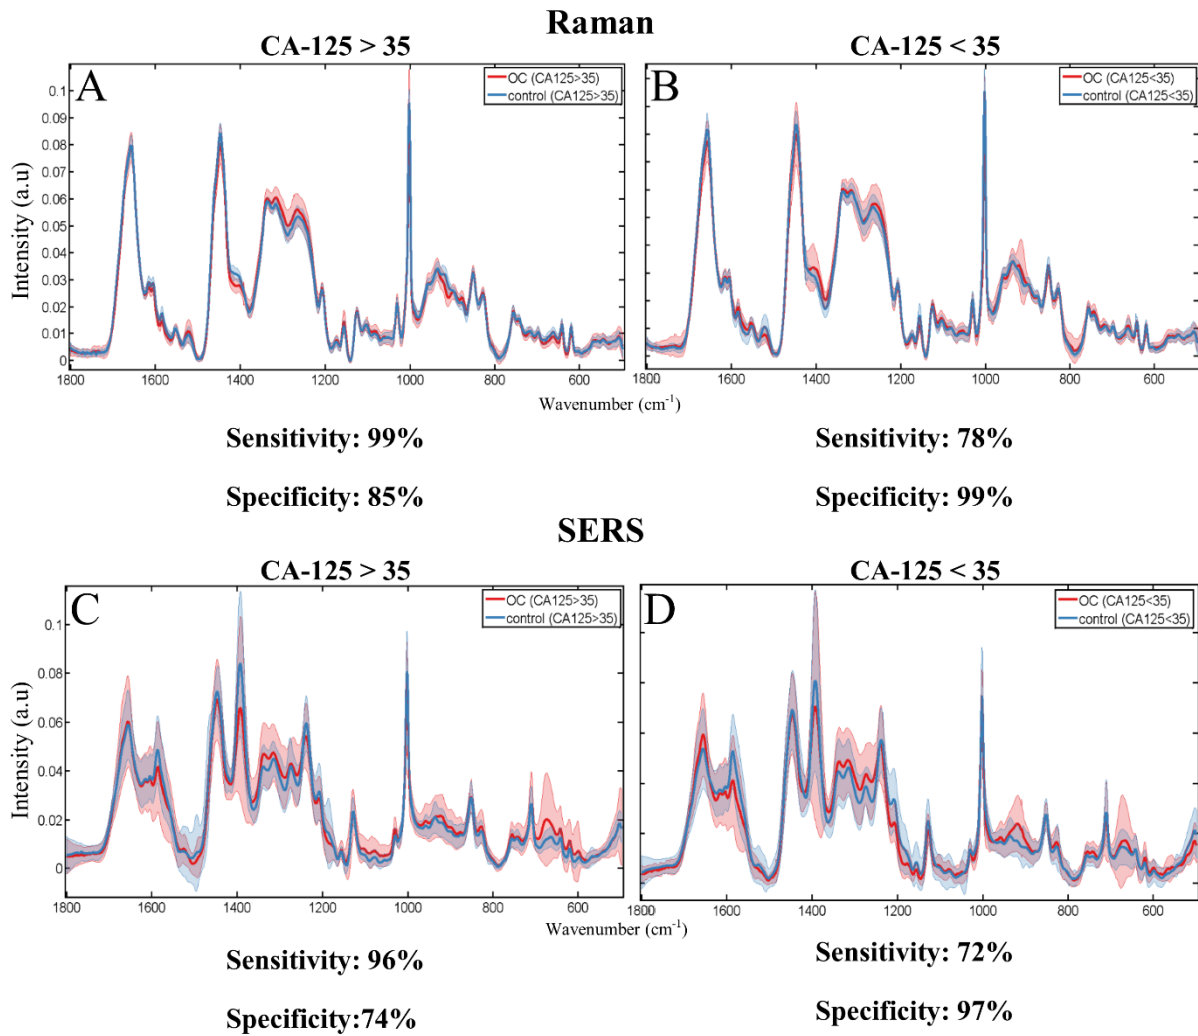 Raman
CA-125 > 35
CA-125 < 35
A
OC (CA125>35)
control (CA125>35)
B
OC (CA125<35)
control (CA125<35)
0.1
0.09
0.08
0.07
0.06
0.05
0.04
0.03
0.02
0.01
0
Intensity (a.u)
1800 1600 1400 1200 1000 800 600
1800 1600 1400 1200 1000 800 600
Wavenumber (cm-1)
Sensitivity: 99%
Sensitivity: 78%
Specificity: 85%
Specificity: 99%
SERS
CA-125 > 35
CA-125 < 35
C
OC (CA125>35)
control (CA125>35)
D
OC (CA125<35)
control (CA125<35)
0.1
0.08
0.06
0.04
0.02
0
Intensity (a.u)
1800 1600 1400 1200 1000 800 600
1800 1600 1400 1200 1000 800 600
Wavenumber (cm-1)
Sensitivity: 96%
Sensitivity: 72%
Specificity:74%
Specificity: 97%